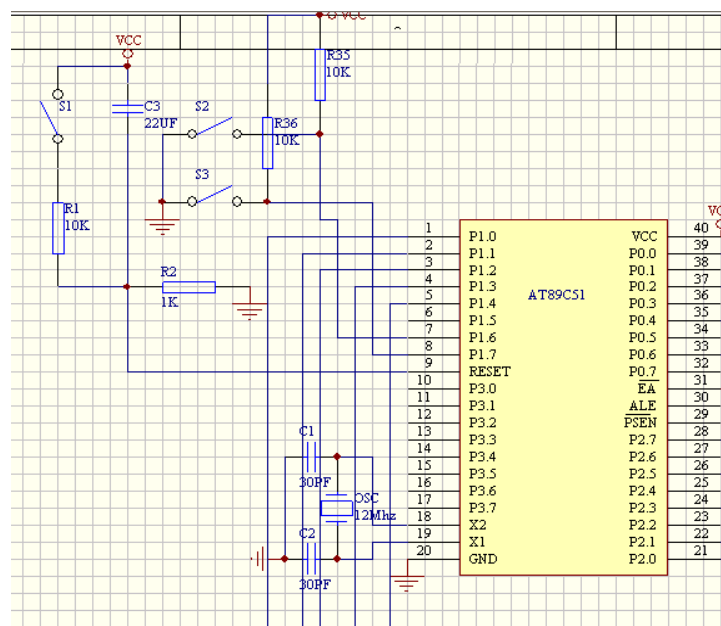 VCC
VCC
R35
10K
S1
C3
22UF
S2
R36
10K
S3
R1
10K
R2
1K
1 P1.0 VCC 40
2 P1.1 P0.0 39
3 P1.2 P0.1 38
4 P1.3 P0.2 37
5 P1.4 P0.3 36
6 P1.5 P0.4 35
7 P1.6 P0.5 34
8 P1.7 P0.6 33
9 RESET P0.7 32
10 P3.0 EA 31
11 P3.1 ALE 30
12 P3.2 PSEN 29
13 P3.3 P2.7 28
14 P3.4 P2.6 27
15 P3.5 P2.5 26
16 P3.6 P2.4 25
17 P3.7 P2.3 24
18 X2 P2.2 23
19 X1 P2.1 22
20 GND P2.0 21
AT89C51
C1
30PF
OSC
12Mhz
C2
30PF